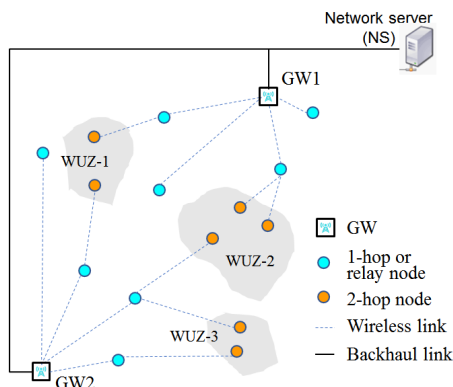 Network server
(NS)
GW1
WUZ-1
WUZ-2
GW
1-hop or
relay node
2-hop node
WUZ-3
Wireless link
Backhaul link
GW2